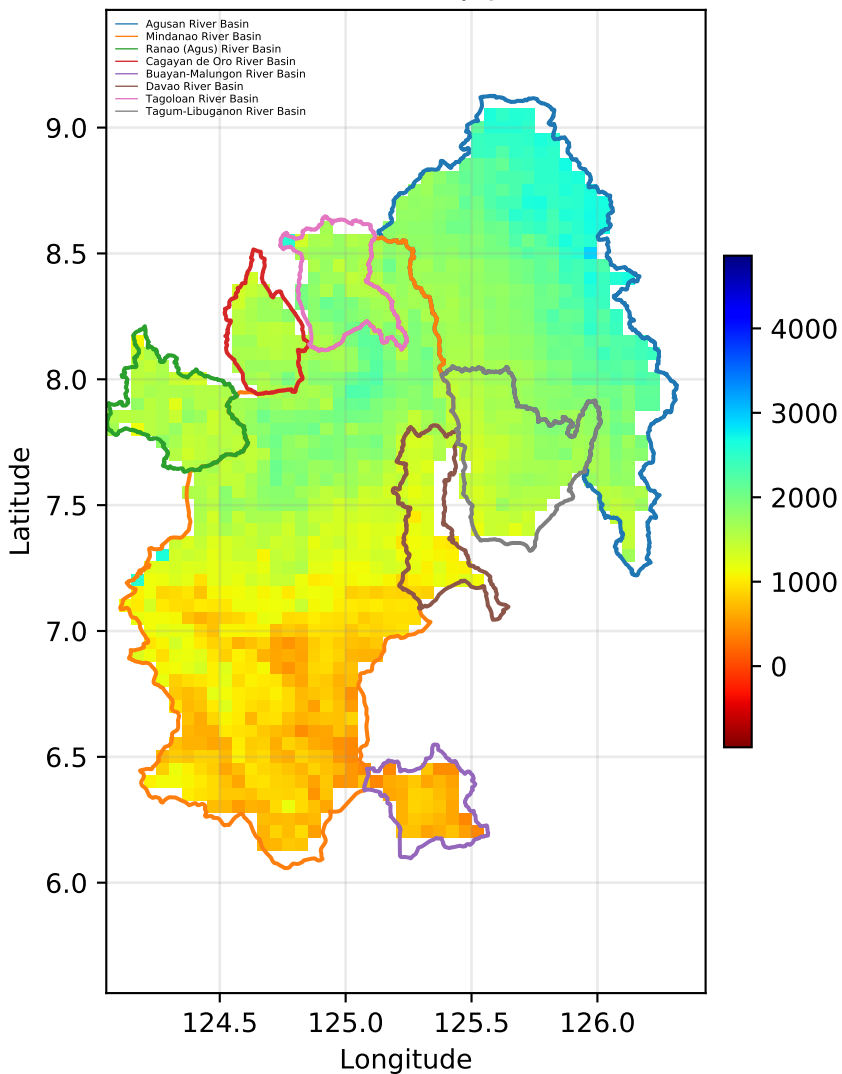 Agusan River Basin
Mindanao River Basin
Ranao (Agus) River Basin
Cagayan de Oro River Basin
Buayan-Malungon River Basin
Davao River Basin
Tagoloan River Basin
Tagum-Libuganon River Basin
9.0
8.5
8.0
7.5
7.0
6.5
6.0
Latitude
124.5 125.0 125.5 126.0
Longitude
4000
3000
2000
1000
0